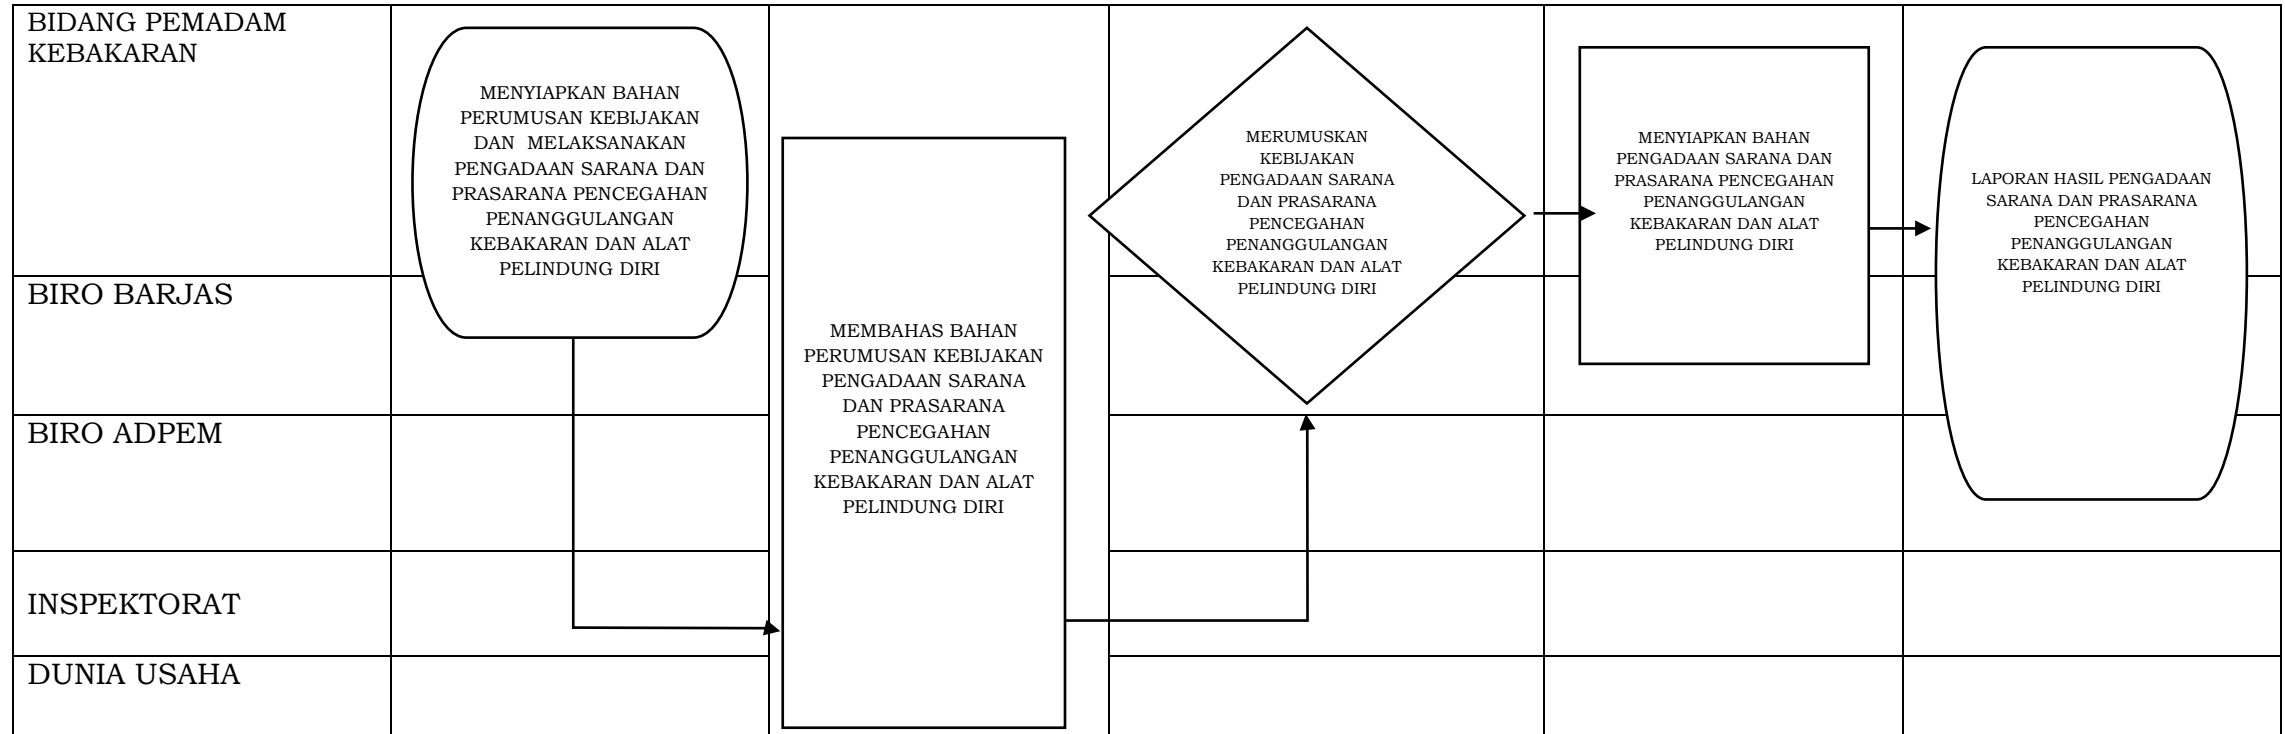 BIDANG PEMADAM
KEBAKARAN
MENYIAPKAN BAHAN
PERUMUSAN KEBIJAKAN
DAN MELAKSANAKAN
PENGADAAN SARANA DAN
PRASARANA PENCEGAHAN
PENANGGULANGAN
KEBAKARAN DAN ALAT
PELINDUNG DIRI
MEMBAHAS BAHAN
PERUMUSAN KEBIJAKAN
PENGADAAN SARANA
DAN PRASARANA
PENCEGAHAN
PENANGGULANGAN
KEBAKARAN DAN ALAT
PELINDUNG DIRI
MERUMUSKAN
KEBIJAKAN
PENGADAAN SARANA
DAN PRASARANA
PENCEGAHAN
PENANGGULANGAN
KEBAKARAN DAN ALAT
PELINDUNG DIRI
MENYIAPKAN BAHAN
PENGADAAN SARANA DAN
PRASARANA PENCEGAHAN
PENANGGULANGAN
KEBAKARAN DAN ALAT
PELINDUNG DIRI
LAPORAN HASIL PENGADAAN
SARANA DAN PRASARANA
PENCEGAHAN
PENANGGULANGAN
KEBAKARAN DAN ALAT
PELINDUNG DIRI
BIRO BARJAS
BIRO ADPEM
INSPEKTORAT
DUNIA USAHA